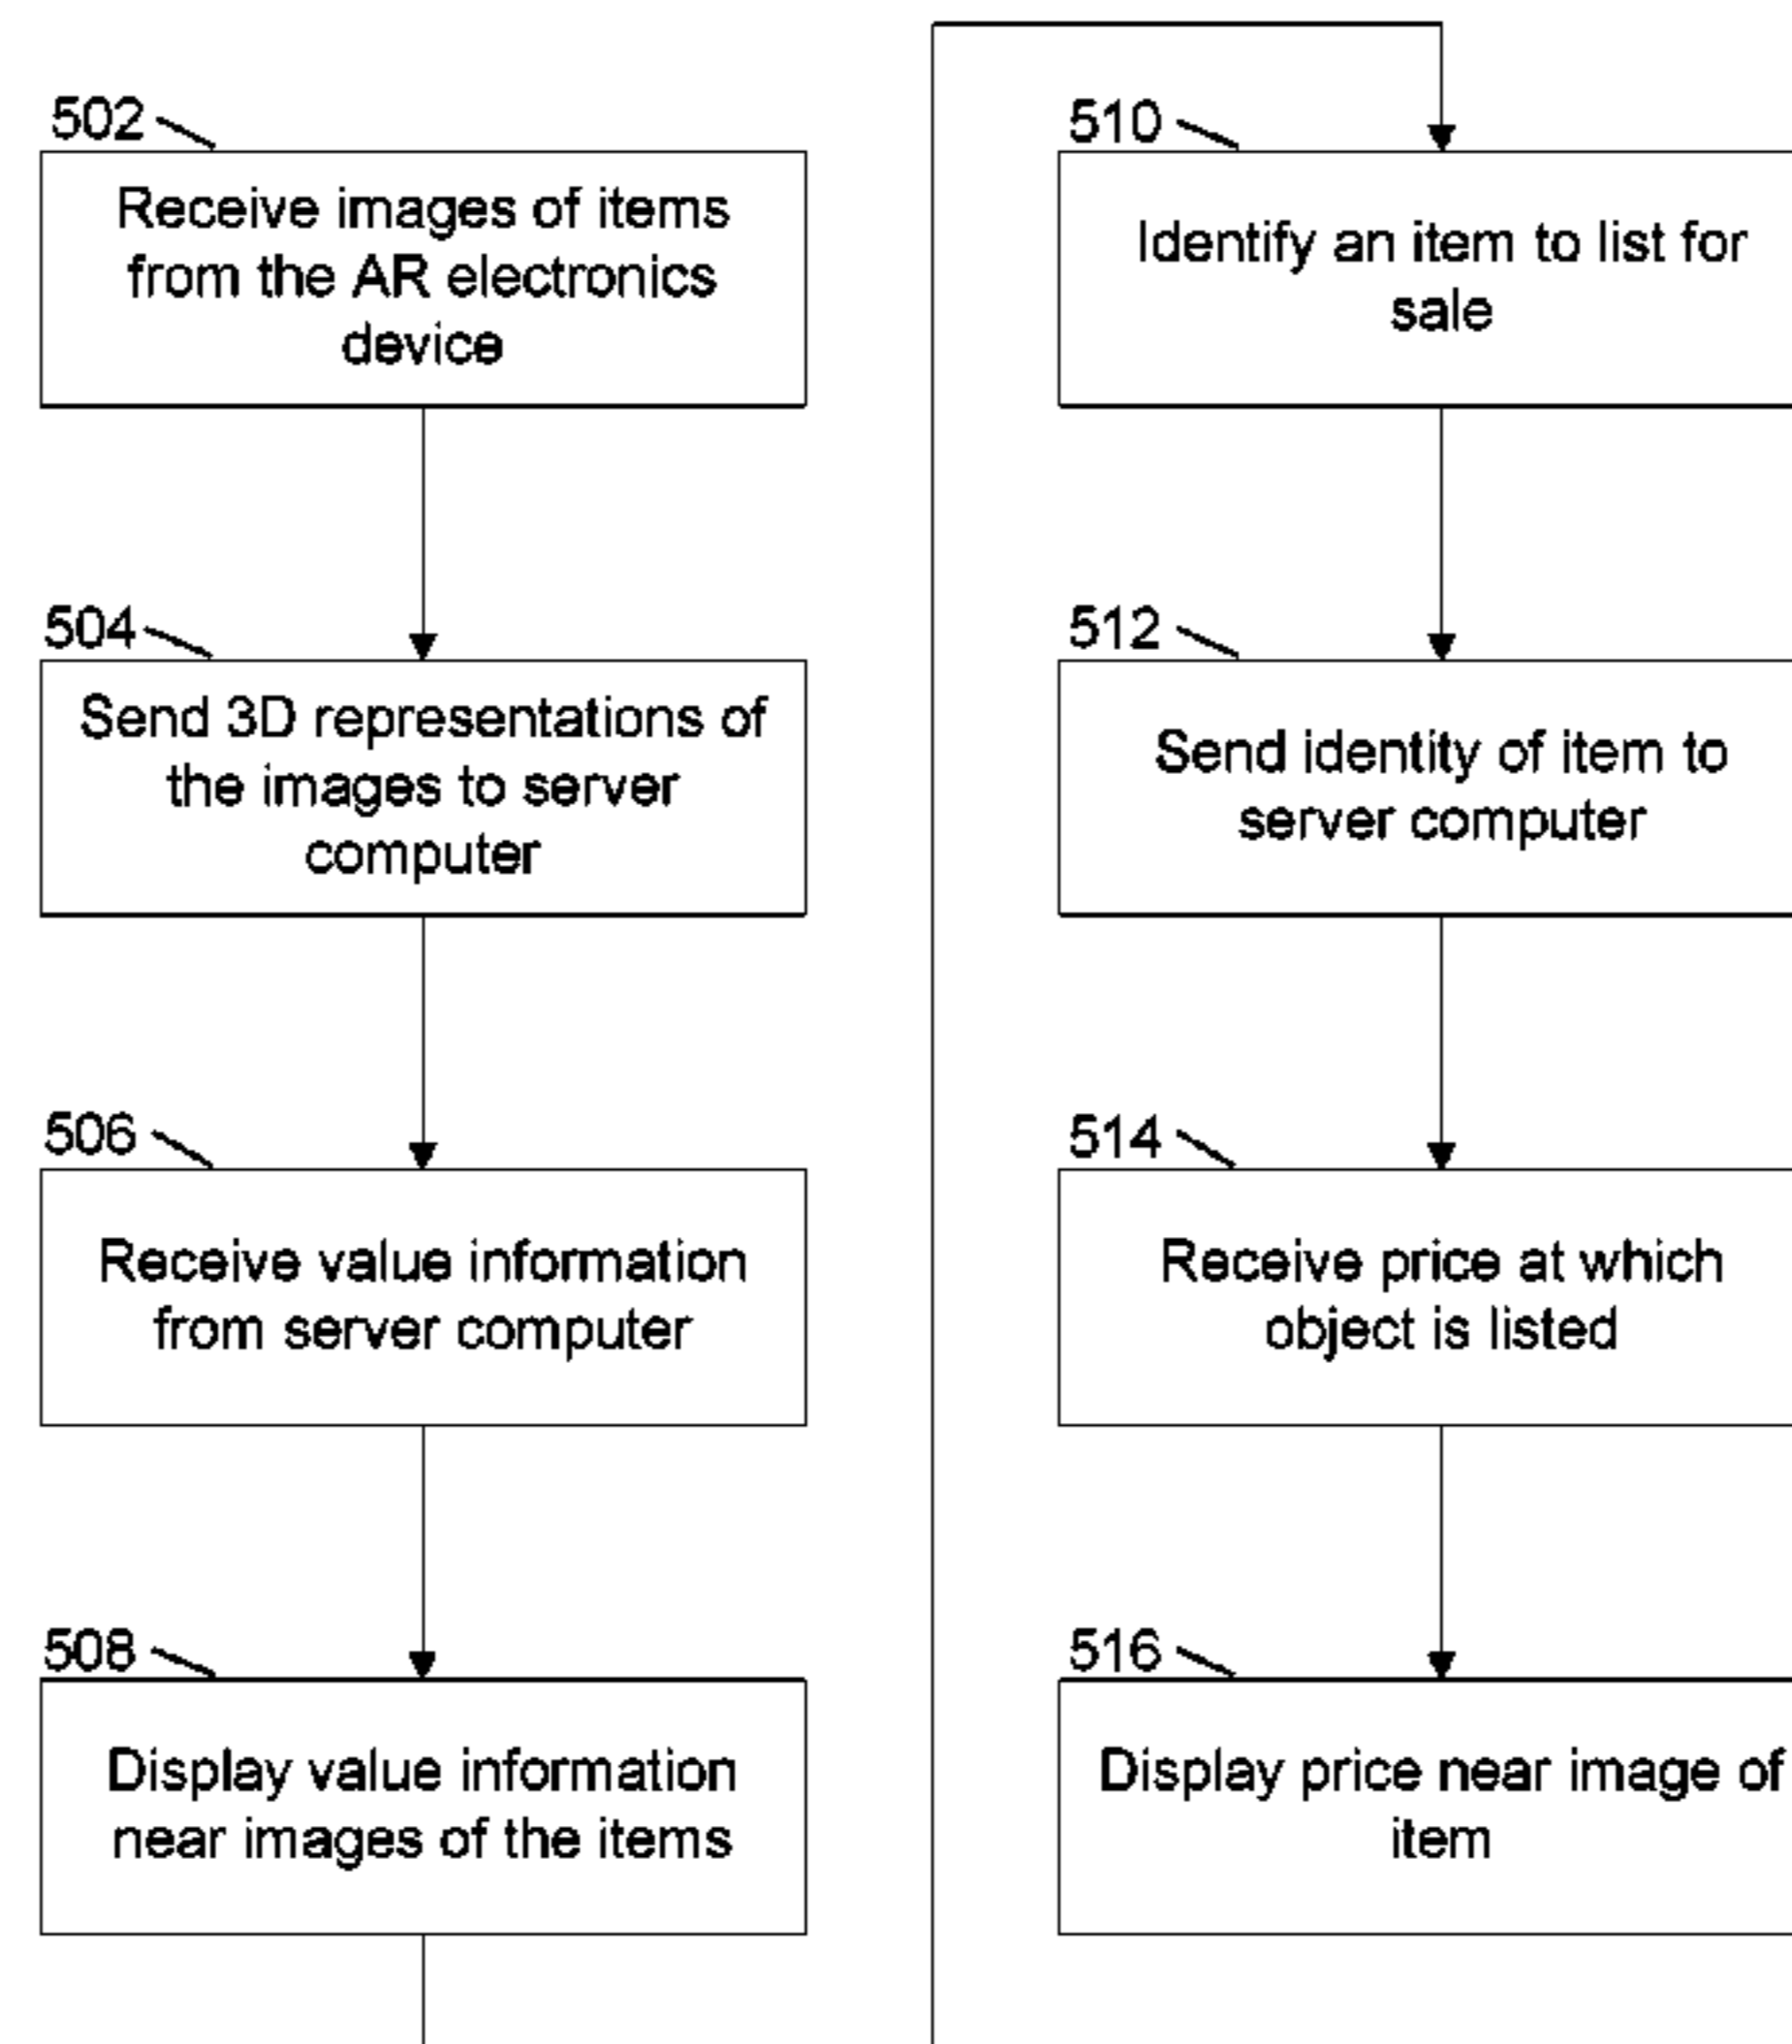 502
Receive images of items
from the AR electronics
device
504
Send 3D representations of
the images to server
computer
506
Receive value information
from server computer
508
Display value information
near images of the items
510
Identify an item to list for
sale
512
Send identity of item to
server computer
514
Receive price at which
object is listed
516
Display price near image of
item